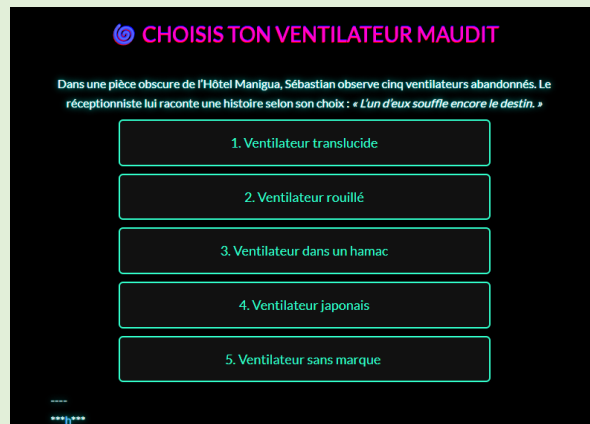 🌀 CHOISIS TON VENTILATEUR MAUDIT
Dans une pièce obscure de l’Hôtel Manigua, Sébastian observe cinq ventilateurs abandonnés. Le
réceptionniste lui raconte une histoire selon son choix : « L’un d’eux souffle encore le destin. »
1. Ventilateur translucide
2. Ventilateur rouillé
3. Ventilateur dans un hamac
4. Ventilateur japonais
5. Ventilateur sans marque
----
***h***